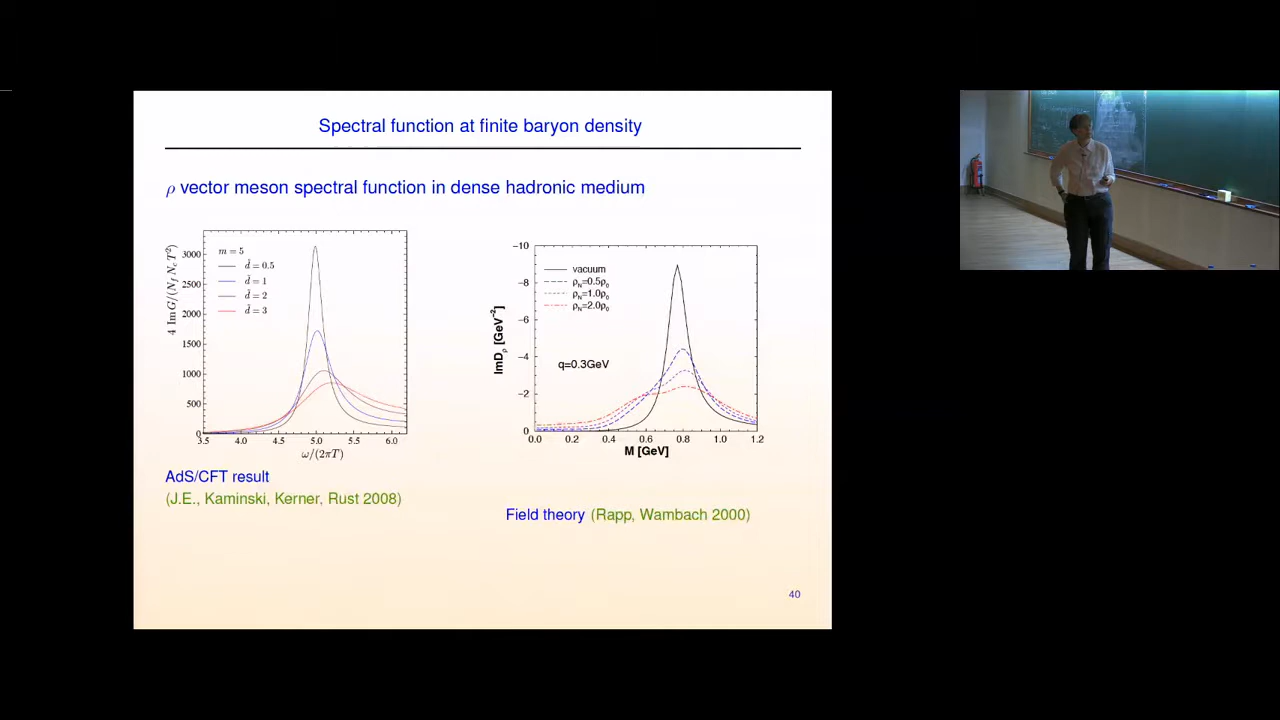 Spectral function at finite baryon density
ρ vector meson spectral function in dense hadronic medium
4 Im G/(N_f N_c T²)
3000
2500
2000
1500
1000
500
0
m = 5
d̃ = 0.5
d̃ = 1
d̃ = 2
d̃ = 3
3.5 4.0 4.5 5.0 5.5 6.0
ω/(2πT)
AdS/CFT result
(J.E., Kaminski, Kerner, Rust 2008)
ImD_ρ [GeV⁻²]
−10
−8
−6
−4
−2
0
vacuum
ρ_N=0.5ρ_0
ρ_N=1.0ρ_0
ρ_N=2.0ρ_0
q=0.3GeV
0.0 0.2 0.4 0.6 0.8 1.0 1.2
M [GeV]
Field theory (Rapp, Wambach 2000)
40